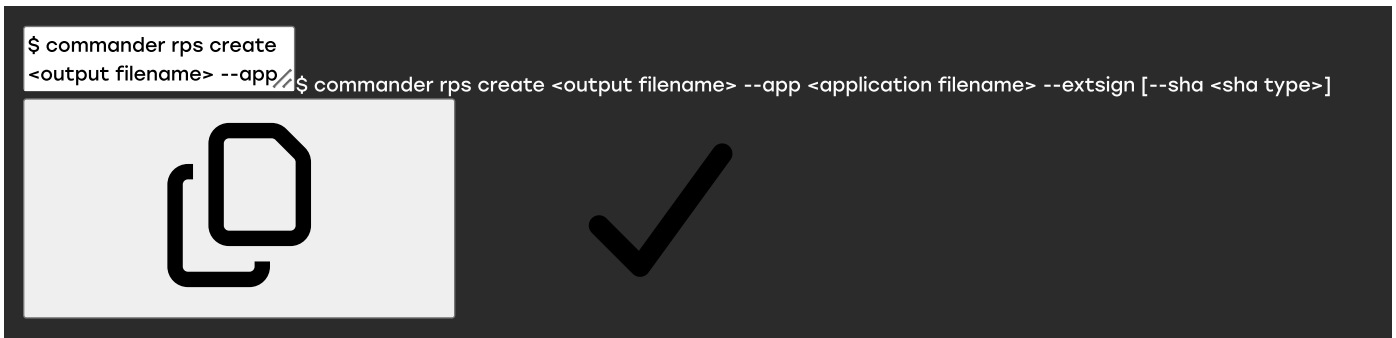 $ commander rps create
<output filename> --app
$ commander rps create <output filename> --app <application filename> --extsign [--sha <sha type>]